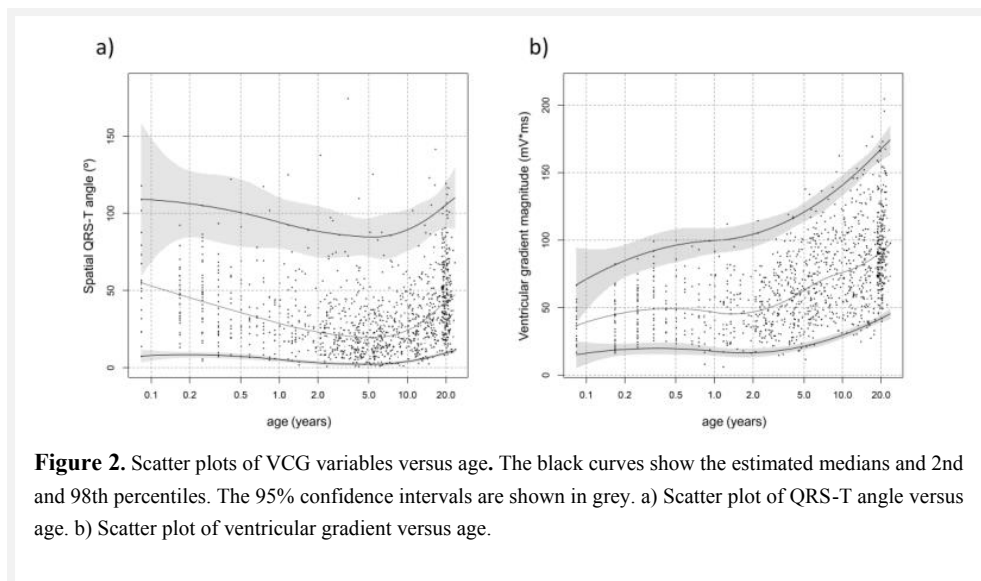 a)
b)
Spatial QRS-T angle (º)
150
100
50
0
0.1 0.2 0.5 1.0 2.0 5.0 10.0 20.0
age (years)
Ventricular gradient magnitude (mV*ms)
200
150
100
50
0
0.1 0.2 0.5 1.0 2.0 5.0 10.0 20.0
age (years)
Figure 2. Scatter plots of VCG variables versus age. The black curves show the estimated medians and 2nd
and 98th percentiles. The 95% confidence intervals are shown in grey. a) Scatter plot of QRS-T angle versus
age. b) Scatter plot of ventricular gradient versus age.